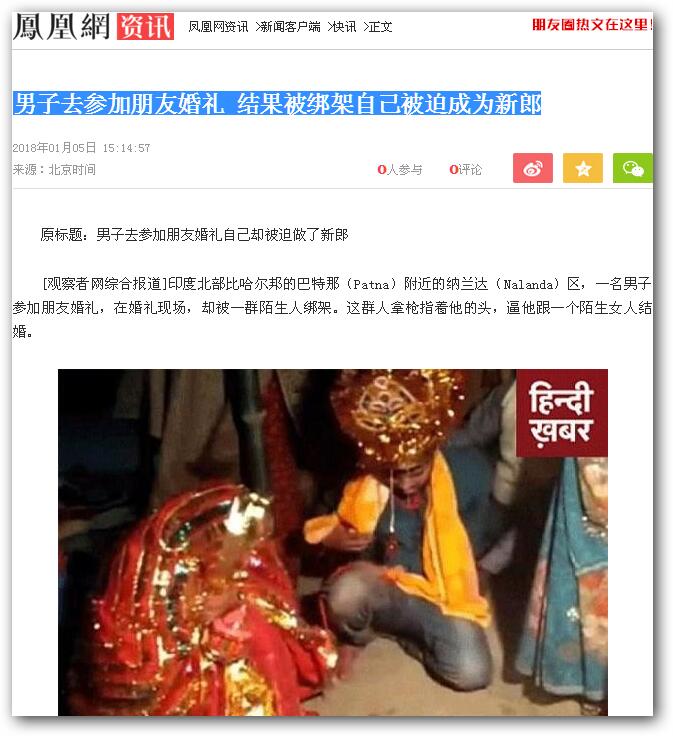 鳳凰網 资讯 凤凰网资讯 >新闻客户端 >快讯 >正文 朋友圈热文在这里!
男子去参加朋友婚礼 结果被绑架自己被迫成为新郎
2018年01月05日 15:14:57
来源：北京时间 0人参与 0评论
原标题：男子去参加朋友婚礼自己却被迫做了新郎
[观察者网综合报道]印度北部比哈尔邦的巴特那（Patna）附近的纳兰达（Nalanda）区，一名男子
参加朋友婚礼，在婚礼现场，却被一群陌生人绑架。这群人拿枪指着他的头，逼他跟一个陌生女人结
婚。
हिन्दी
ख़बर